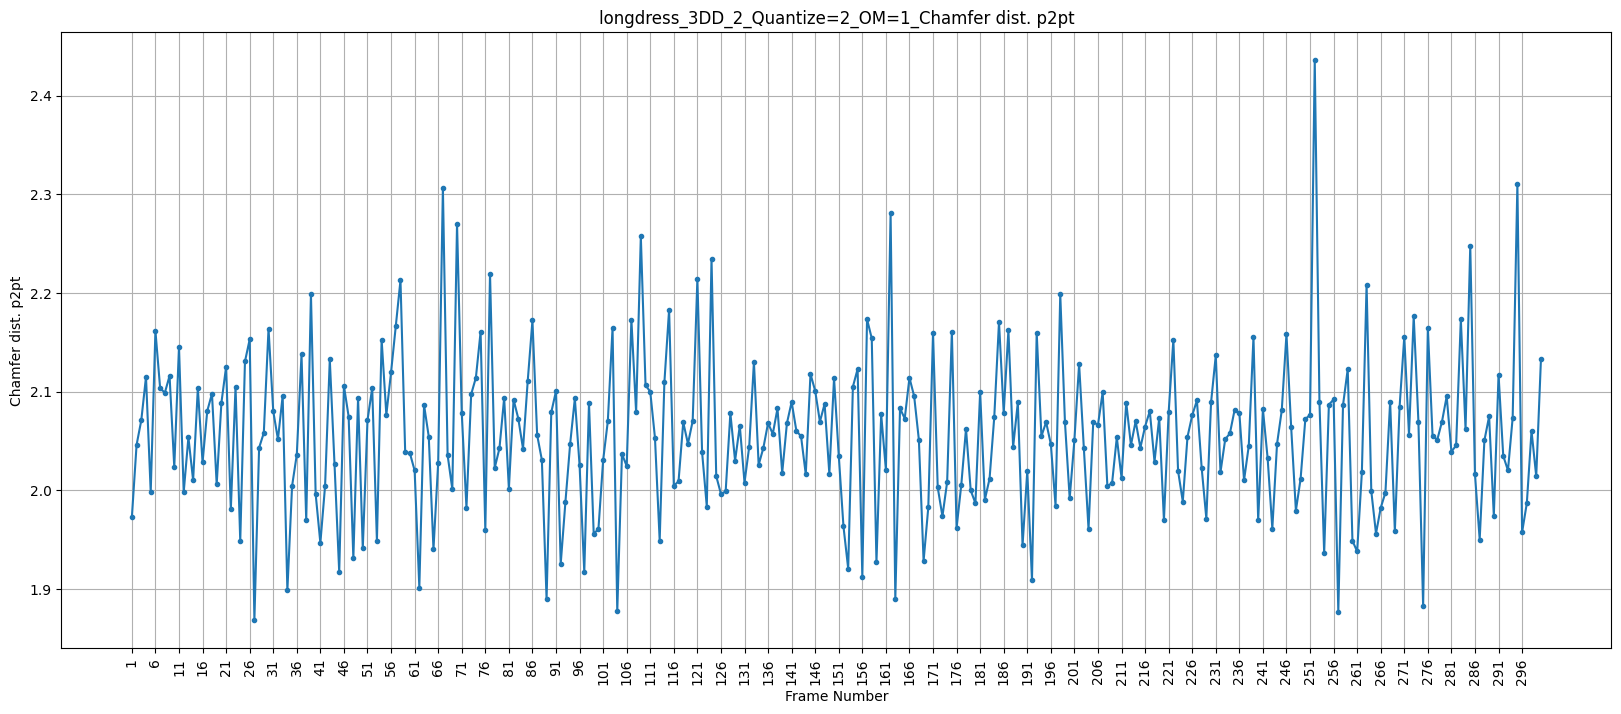 longdress_3DD_2_Quantize=2_OM=1_Chamfer dist. p2pt
Chamfer dist. p2pt
2.4
2.3
2.2
2.1
2.0
1.9
1 6 11 16 21 26 31 36 41 46 51 56 61 66 71 76 81 86 91 96 101 106 111 116 121 126 131 136 141 146 151 156 161 166 171 176 181 186 191 196 201 206 211 216 221 226 231 236 241 246 251 256 261 266 271 276 281 286 291 296
Frame Number